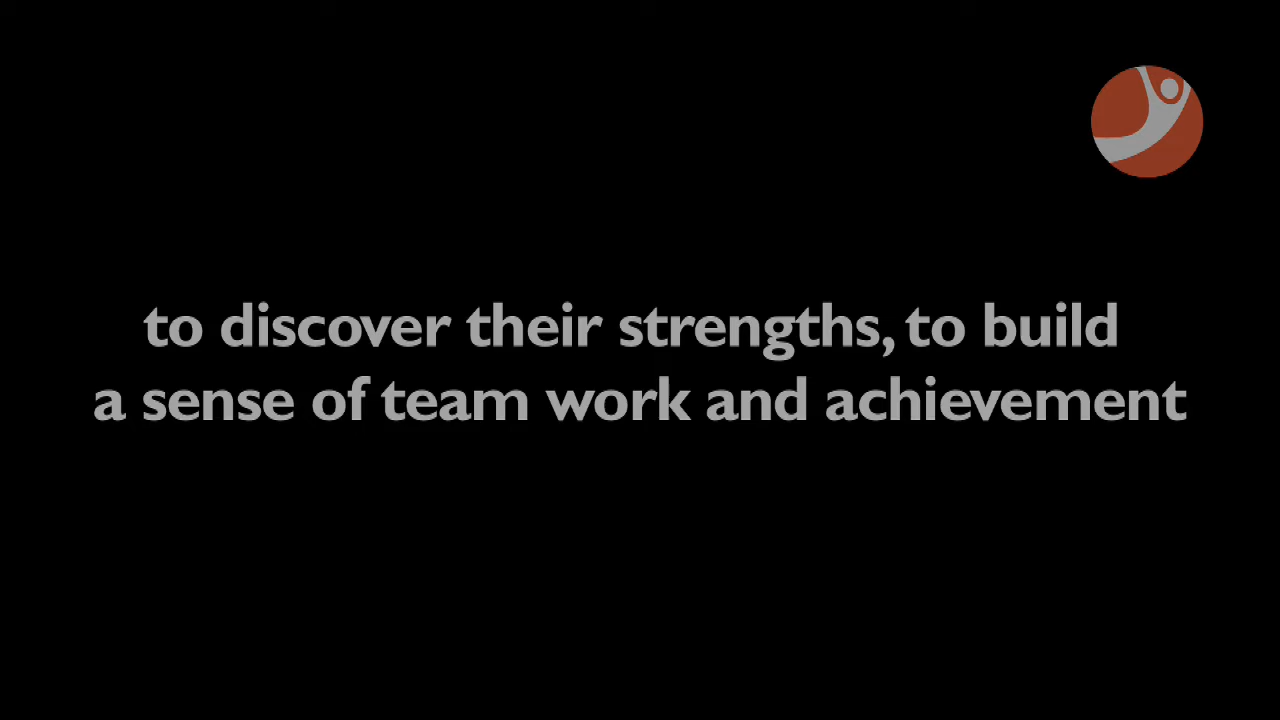 to discover their strengths, to build
a sense of team work and achievement